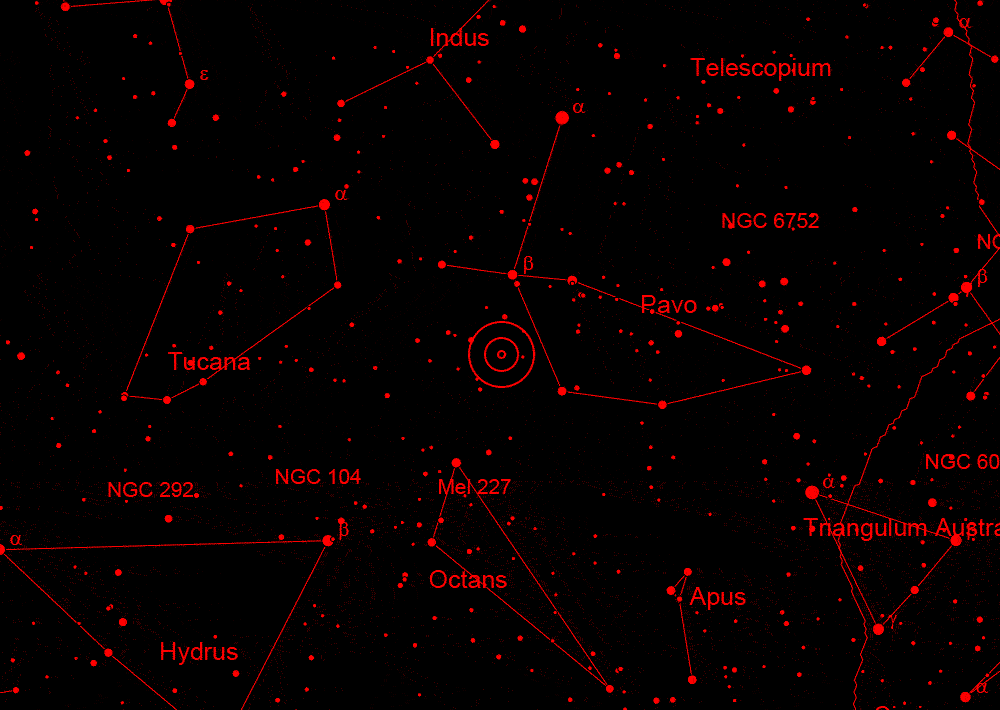 α
Indus
Telescopium
ε
α
α
NGC 6752
β
β
Pavo
Tucana
NGC 60
NGC 104
α
Mel 227
NGC 292
Triangulum Austra
β
α
Octans
Apus
γ
Hydrus
α